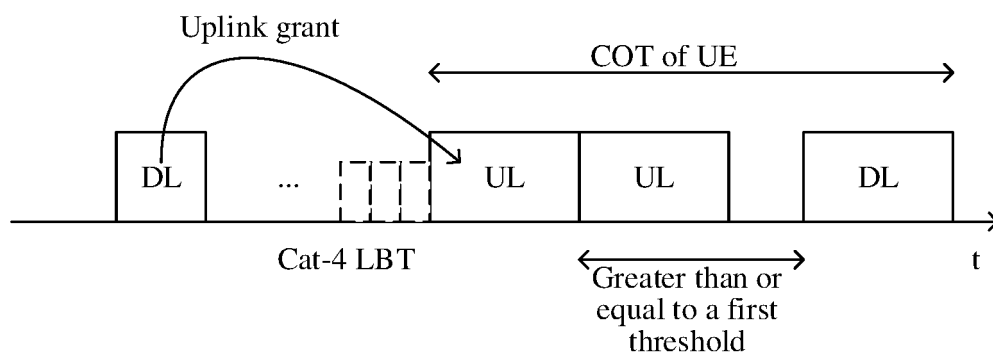 Uplink grant
COT of UE
DL
...
UL
UL
DL
Cat-4 LBT
t
Greater than or
equal to a first
threshold